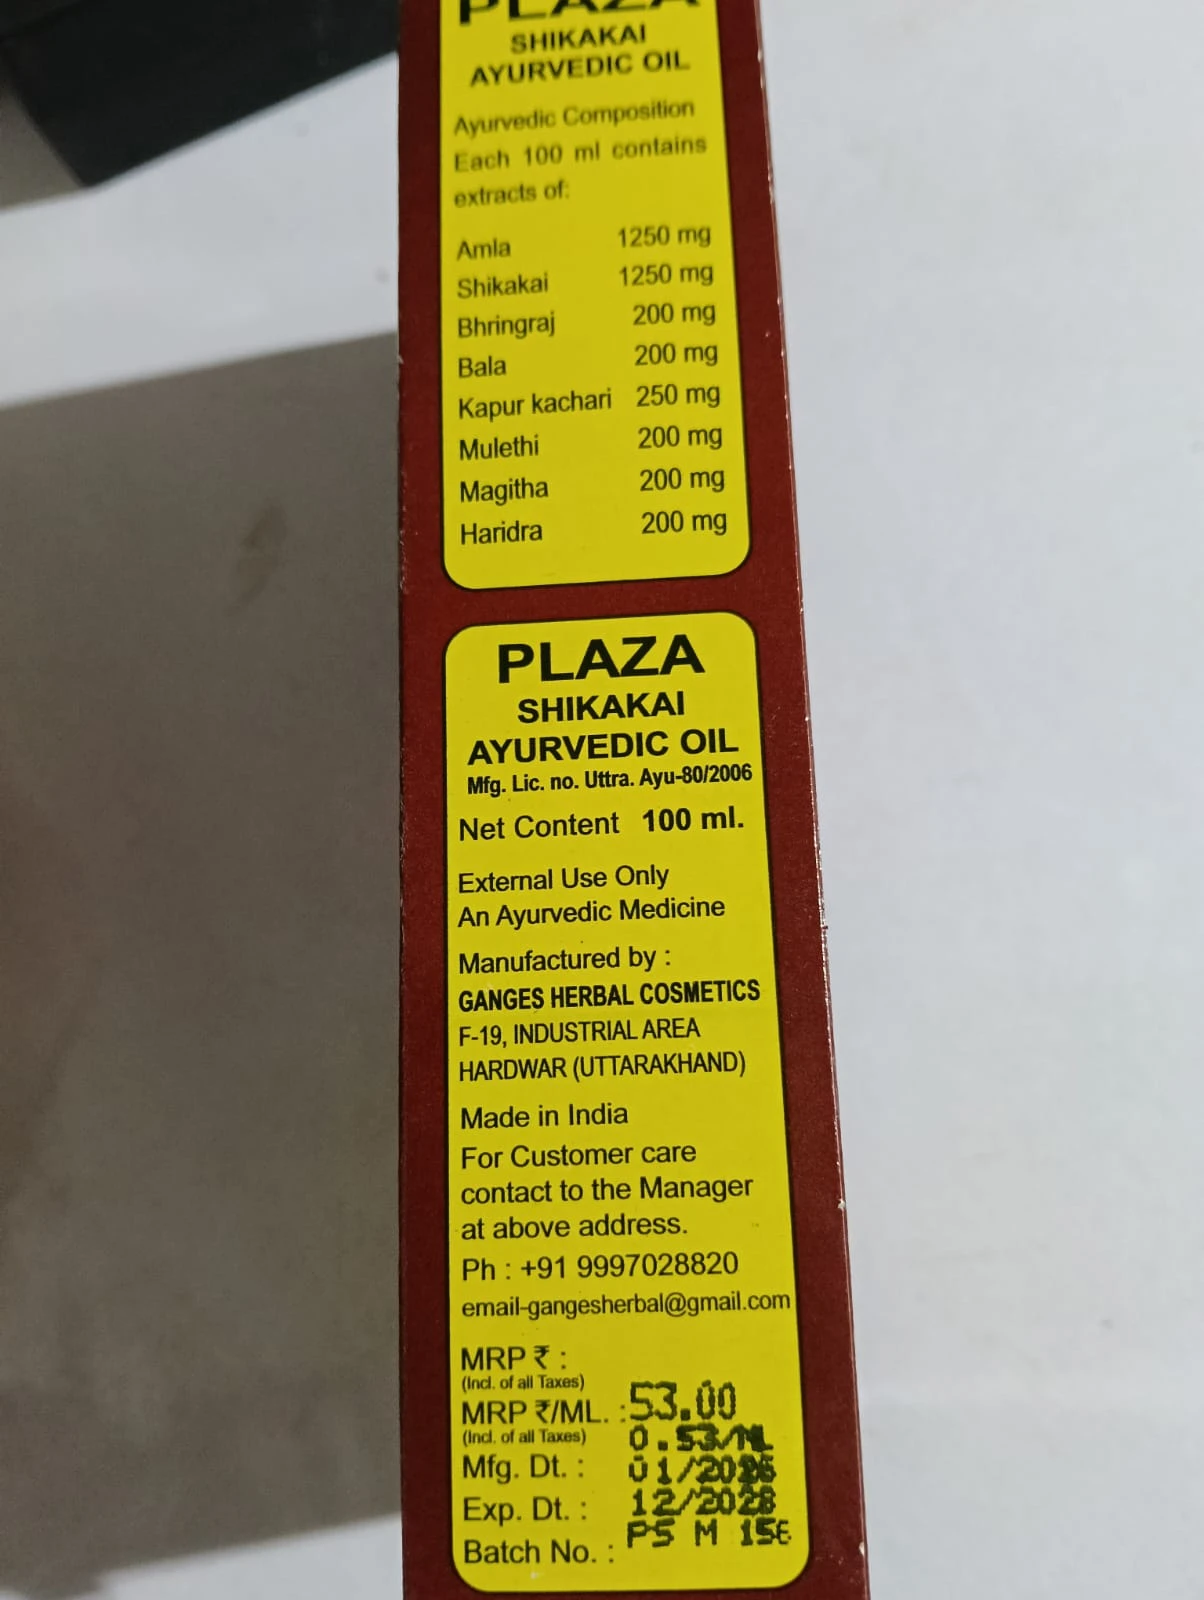 PLAZA
SHIKAKAI
AYURVEDIC OIL
Ayurvedic Composition
Each 100 ml contains
extracts of:
Amla 1250 mg
Shikakai 1250 mg
Bhringraj 200 mg
Bala 200 mg
Kapur kachari 250 mg
Mulethi 200 mg
Magitha 200 mg
Haridra 200 mg
PLAZA
SHIKAKAI
AYURVEDIC OIL
Mfg. Lic. no. Uttra. Ayu-80/2006
Net Content 100 ml.
External Use Only
An Ayurvedic Medicine
Manufactured by :
GANGES HERBAL COSMETICS
F-19, INDUSTRIAL AREA
HARDWAR (UTTARAKHAND)
Made in India
For Customer care
contact to the Manager
at above address.
Ph : +91 9997028820
email-gangesherbal@gmail.com
MRP ₹ :
(Incl. of all Taxes)
MRP ₹/ML. : 53.00
(Incl. of all Taxes) 0.53/ML
Mfg. Dt. : 01/2026
Exp. Dt. : 12/2028
Batch No. : PS M